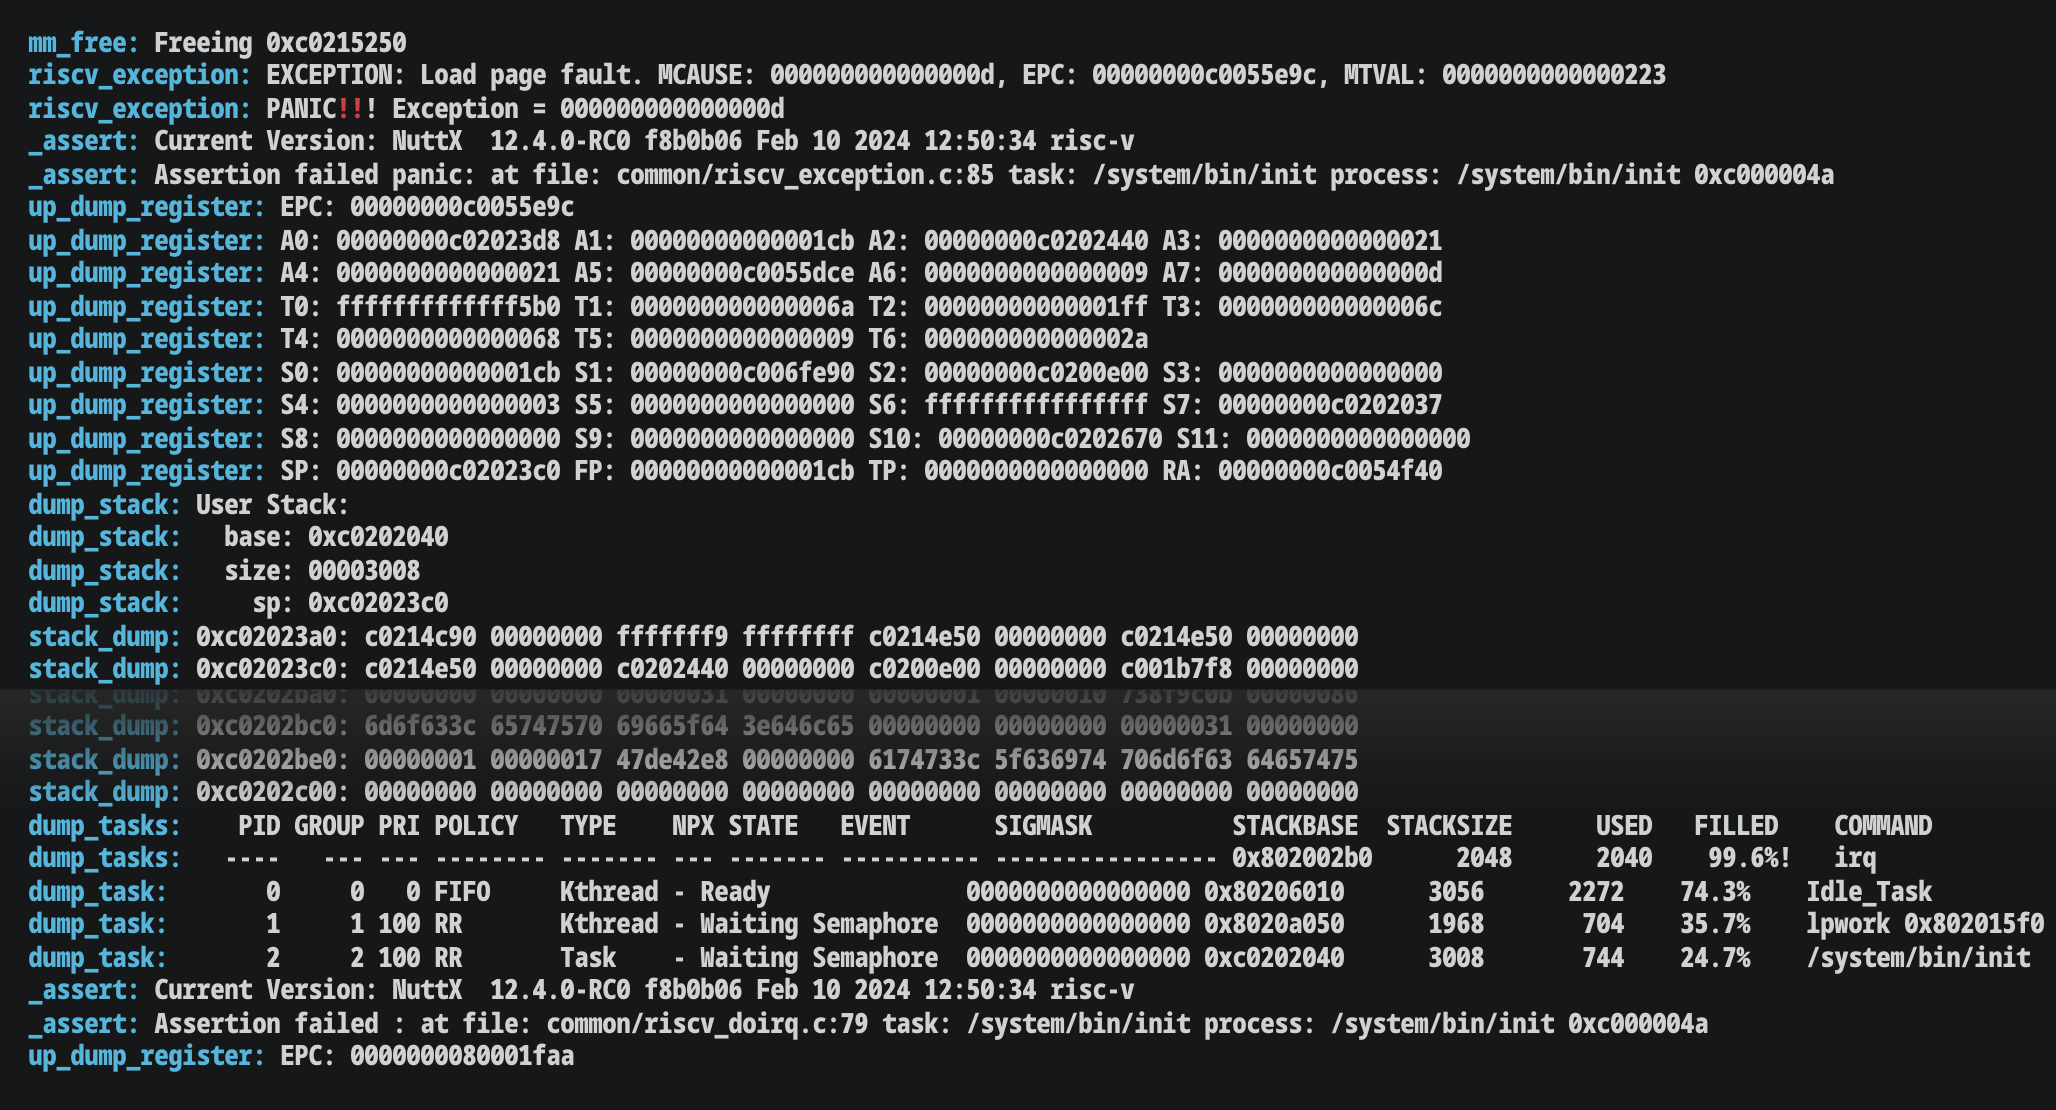 mm_free: Freeing 0xc0215250
riscv_exception: EXCEPTION: Load page fault. MCAUSE: 000000000000000d, EPC: 00000000c0055e9c, MTVAL: 0000000000000223
riscv_exception: PANIC!!! Exception = 000000000000000d
_assert: Current Version: NuttX  12.4.0-RC0 f8b0b06 Feb 10 2024 12:50:34 risc-v
_assert: Assertion failed panic: at file: common/riscv_exception.c:85 task: /system/bin/init process: /system/bin/init 0xc000004a
up_dump_register: EPC: 00000000c0055e9c
up_dump_register: A0: 00000000c02023d8 A1: 00000000000001cb A2: 00000000c0202440 A3: 0000000000000021
up_dump_register: A4: 0000000000000021 A5: 00000000c0055dce A6: 0000000000000009 A7: 000000000000000d
up_dump_register: T0: fffffffffffff5b0 T1: 000000000000006a T2: 00000000000001ff T3: 000000000000006c
up_dump_register: T4: 0000000000000068 T5: 0000000000000009 T6: 000000000000002a
up_dump_register: S0: 00000000000001cb S1: 00000000c006fe90 S2: 00000000c0200e00 S3: 0000000000000000
up_dump_register: S4: 0000000000000003 S5: 0000000000000000 S6: ffffffffffffffff S7: 00000000c0202037
up_dump_register: S8: 0000000000000000 S9: 0000000000000000 S10: 00000000c0202670 S11: 0000000000000000
up_dump_register: SP: 00000000c02023c0 FP: 00000000000001cb TP: 0000000000000000 RA: 00000000c0054f40
dump_stack: User Stack:
dump_stack:   base: 0xc0202040
dump_stack:   size: 00003008
dump_stack:     sp: 0xc02023c0
stack_dump: 0xc02023a0: c0214c90 00000000 fffffff9 ffffffff c0214e50 00000000 c0214e50 00000000
stack_dump: 0xc02023c0: c0214e50 00000000 c0202440 00000000 c0200e00 00000000 c001b7f8 00000000
stack_dump: 0xc0202ba0: 00000000 00000000 00000031 00000000 00000001 00000010 738f9c0b 00000086
stack_dump: 0xc0202bc0: 6d6f633c 65747570 69665f64 3e646c65 00000000 00000000 00000031 00000000
stack_dump: 0xc0202be0: 00000001 00000017 47de42e8 00000000 6174733c 5f636974 706d6f63 64657475
stack_dump: 0xc0202c00: 00000000 00000000 00000000 00000000 00000000 00000000 00000000 00000000
dump_tasks:    PID GROUP PRI POLICY   TYPE    NPX STATE   EVENT      SIGMASK          STACKBASE  STACKSIZE      USED   FILLED    COMMAND
dump_tasks:   ----   --- --- -------- ------- --- ------- ---------- ---------------- 0x802002b0      2048      2040    99.6%!   irq
dump_task:       0     0   0 FIFO     Kthread - Ready              0000000000000000 0x80206010      3056      2272    74.3%    Idle_Task
dump_task:       1     1 100 RR       Kthread - Waiting Semaphore  0000000000000000 0x8020a050      1968       704    35.7%    lpwork 0x802015f0
dump_task:       2     2 100 RR       Task    - Waiting Semaphore  0000000000000000 0xc0202040      3008       744    24.7%    /system/bin/init
_assert: Current Version: NuttX  12.4.0-RC0 f8b0b06 Feb 10 2024 12:50:34 risc-v
_assert: Assertion failed : at file: common/riscv_doirq.c:79 task: /system/bin/init process: /system/bin/init 0xc000004a
up_dump_register: EPC: 0000000080001faa